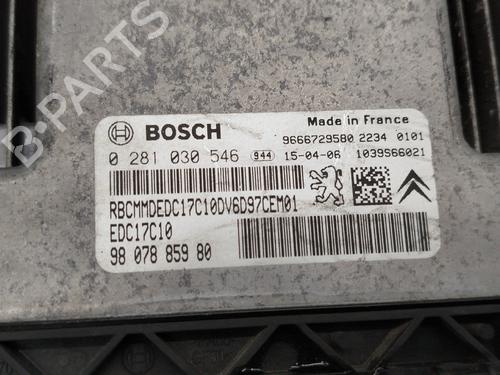 B-PARTS
BOSCH
Made in France
9666729580 2234 0101
0 281 030 546 944 15-04-06 1039S66021
RBCMMDEDC17C10DV6D97CEM01
EDC17C10
98 078 859 80